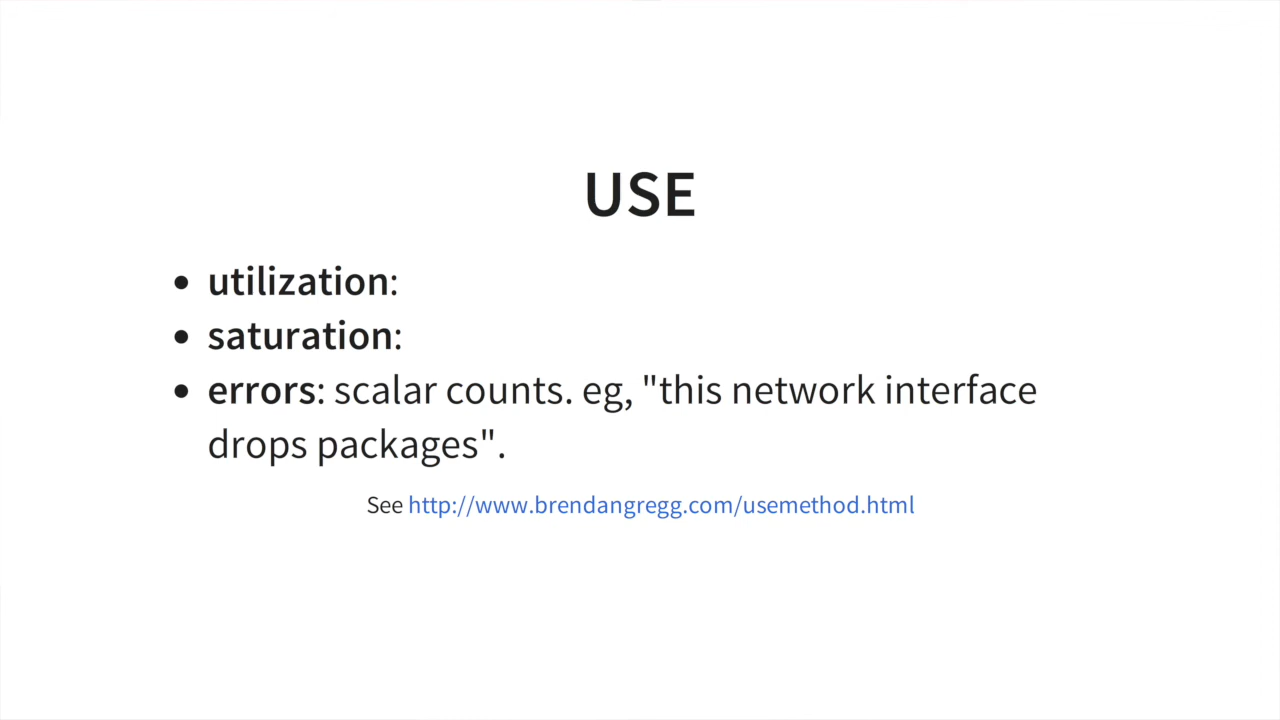 USE
• utilization:
• saturation:
• errors: scalar counts. eg, "this network interface
drops packages".
See http://www.brendangregg.com/usemethod.html